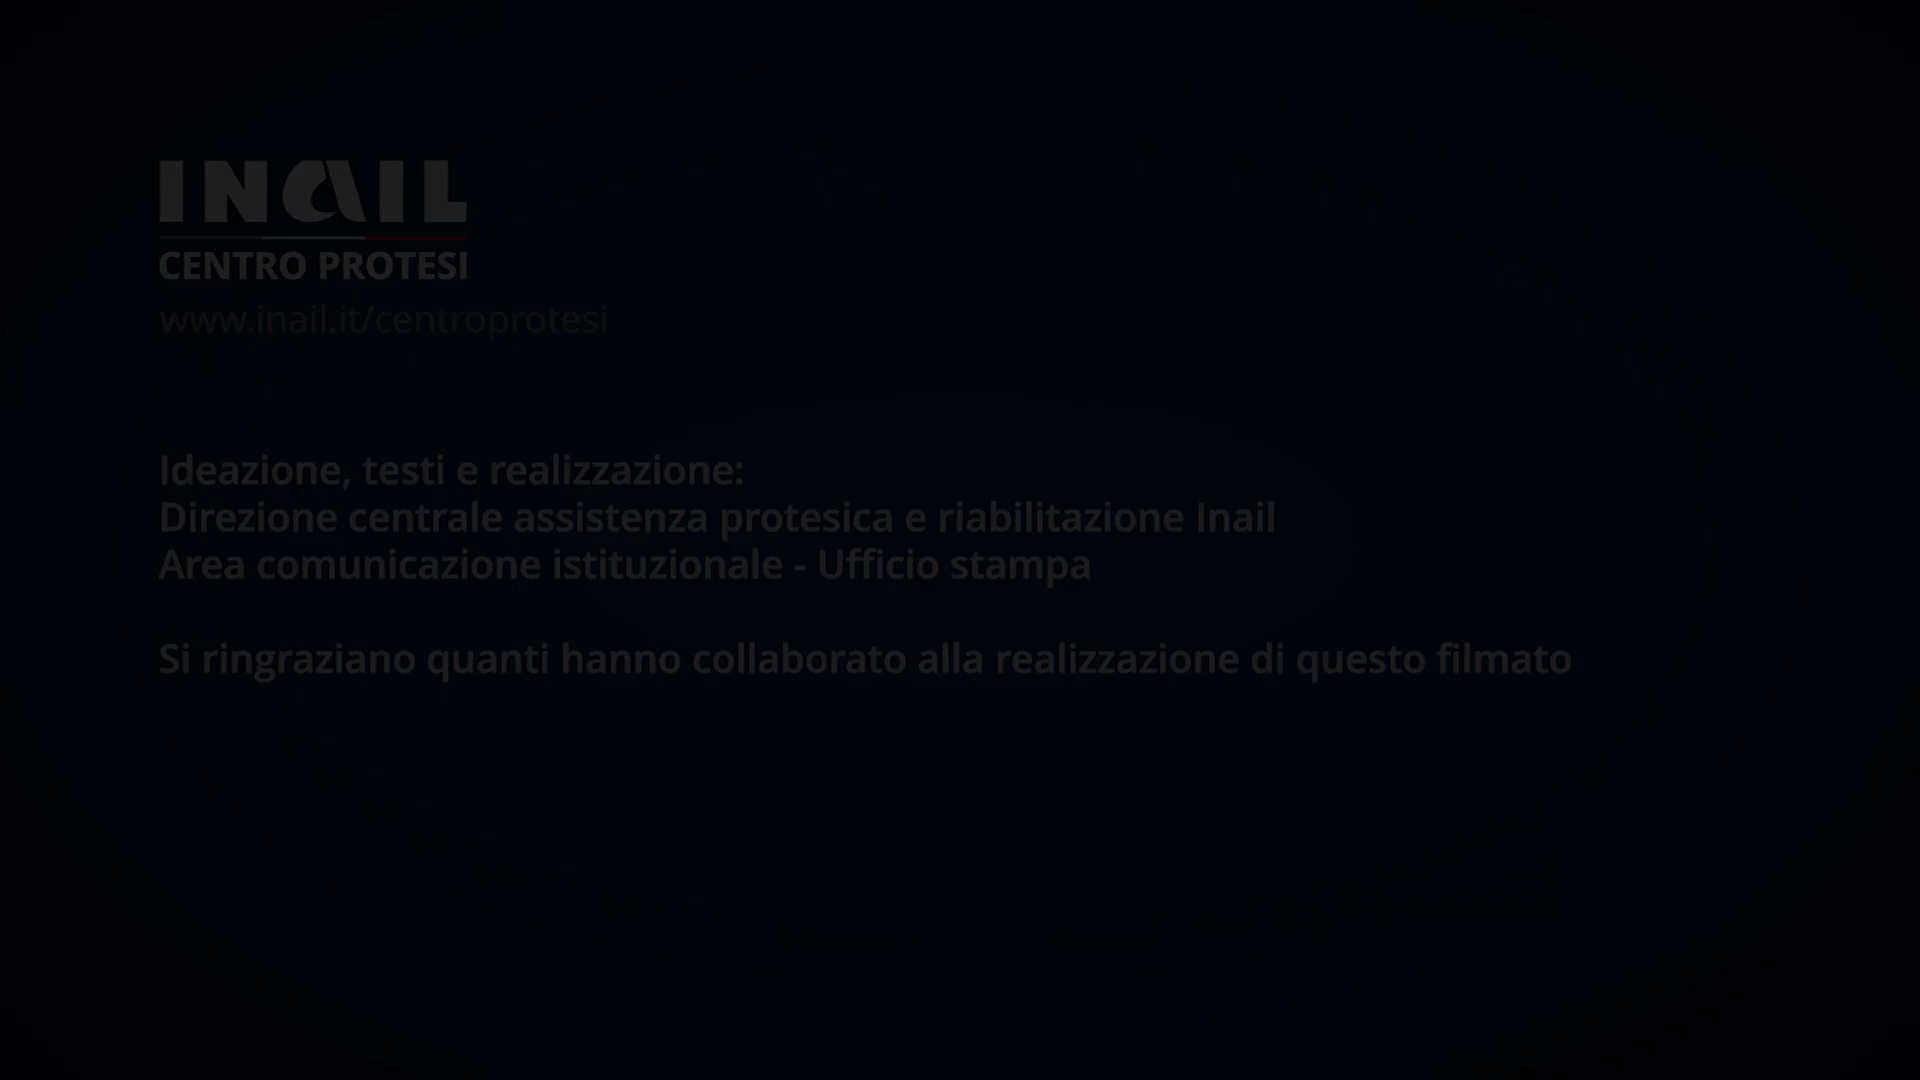 INAIL
CENTRO PROTESI
www.inail.it/centroprotesi
Ideazione, testi e realizzazione:
Direzione centrale assistenza protesica e riabilitazione Inail
Area comunicazione istituzionale - Ufficio stampa
Si ringraziano quanti hanno collaborato alla realizzazione di questo filmato